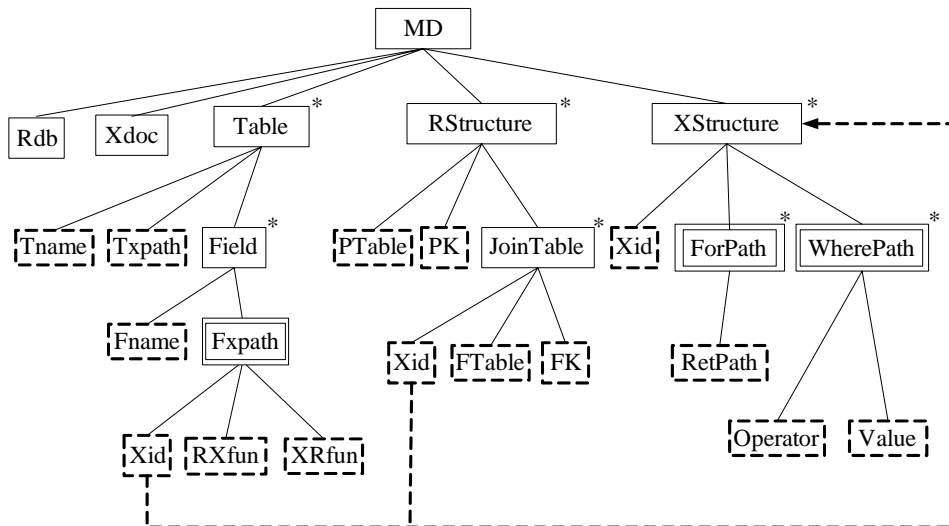 MD
Rdb
Xdoc
Table
*
RStructure
*
XStructure
*
Tname
Txpath
Field
*
PTable
PK
JoinTable
*
Xid
ForPath
*
WherePath
*
Fname
Fxpath
Xid
FTable
FK
RetPath
Xid
RXfun
XRfun
Operator
Value